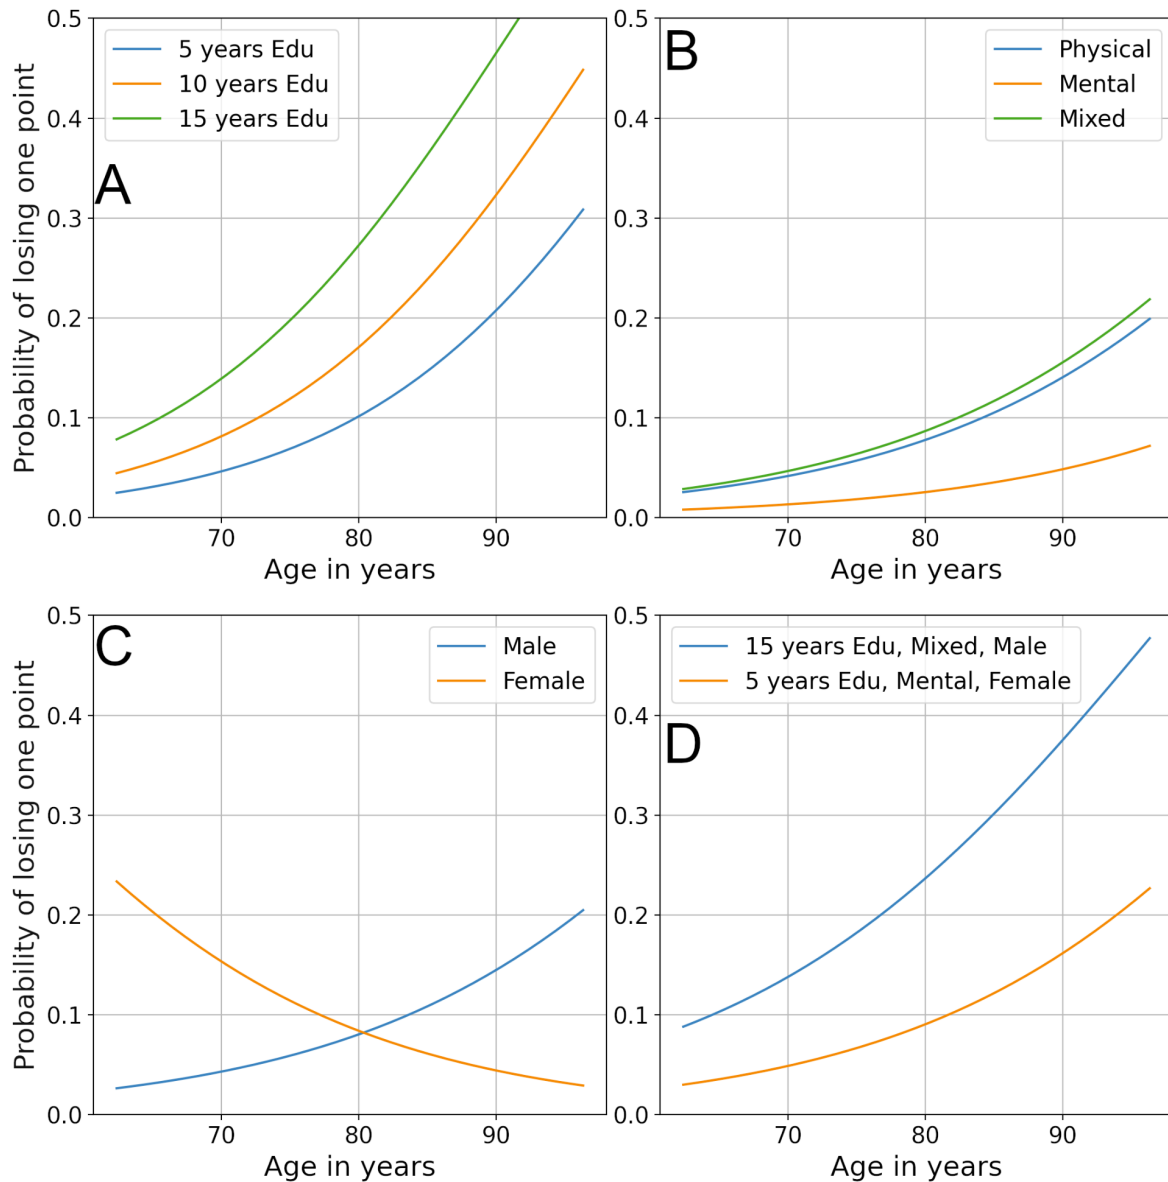 0.5
0.4
0.3
0.2
0.1
0.0
Probability of losing one point
5 years Edu
10 years Edu
15 years Edu
A
70 80 90
Age in years
0.5
0.4
0.3
0.2
0.1
0.0
B
Physical
Mental
Mixed
70 80 90
Age in years
0.5
0.4
0.3
0.2
0.1
0.0
Probability of losing one point
C
Male
Female
70 80 90
Age in years
0.5
0.4
0.3
0.2
0.1
0.0
15 years Edu, Mixed, Male
5 years Edu, Mental, Female
D
70 80 90
Age in years